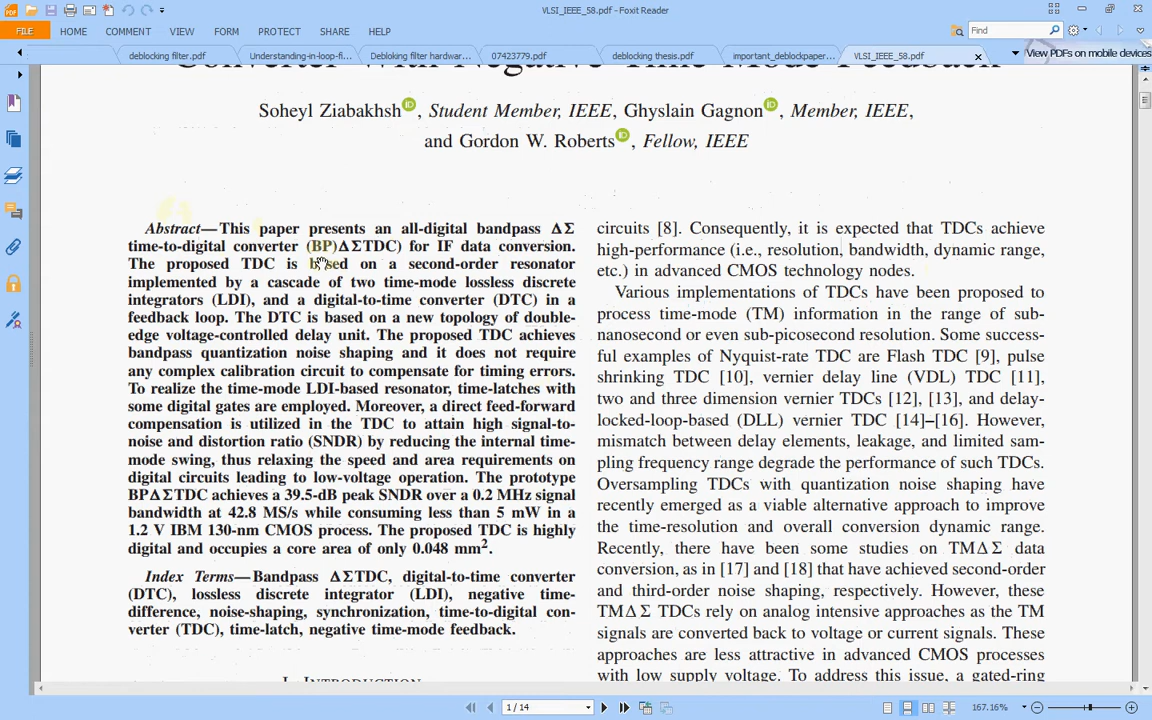 VLSI_IEEE_58.pdf - Foxit Reader
FILE HOME COMMENT VIEW FORM PROTECT SHARE HELP Find
deblocking filter.pdf Understanding-in-loop-fi... Debloking filter hardwar... 07423779.pdf deblocking thesis.pdf important_deblockpaper... VLSI_IEEE_58.pdf View PDFs on mobile devices
Converter With Negative Time-Mode Feedback
Soheyl Ziabakhsh, Student Member, IEEE, Ghyslain Gagnon, Member, IEEE,
and Gordon W. Roberts, Fellow, IEEE
Abstract—This paper presents an all-digital bandpass ΔΣ
time-to-digital converter (BP)ΔΣTDC) for IF data conversion.
The proposed TDC is based on a second-order resonator
implemented by a cascade of two time-mode lossless discrete
integrators (LDI), and a digital-to-time converter (DTC) in a
feedback loop. The DTC is based on a new topology of double-
edge voltage-controlled delay unit. The proposed TDC achieves
bandpass quantization noise shaping and it does not require
any complex calibration circuit to compensate for timing errors.
To realize the time-mode LDI-based resonator, time-latches with
some digital gates are employed. Moreover, a direct feed-forward
compensation is utilized in the TDC to attain high signal-to-
noise and distortion ratio (SNDR) by reducing the internal time-
mode swing, thus relaxing the speed and area requirements on
digital circuits leading to low-voltage operation. The prototype
BPΔΣTDC achieves a 39.5-dB peak SNDR over a 0.2 MHz signal
bandwidth at 42.8 MS/s while consuming less than 5 mW in a
1.2 V IBM 130-nm CMOS process. The proposed TDC is highly
digital and occupies a core area of only 0.048 mm².
Index Terms—Bandpass ΔΣTDC, digital-to-time converter
(DTC), lossless discrete integrator (LDI), negative time-
difference, noise-shaping, synchronization, time-to-digital con-
verter (TDC), time-latch, negative time-mode feedback.
I. INTRODUCTION
circuits [8]. Consequently, it is expected that TDCs achieve
high-performance (i.e., resolution, bandwidth, dynamic range,
etc.) in advanced CMOS technology nodes.
Various implementations of TDCs have been proposed to
process time-mode (TM) information in the range of sub-
nanosecond or even sub-picosecond resolution. Some success-
ful examples of Nyquist-rate TDC are Flash TDC [9], pulse
shrinking TDC [10], vernier delay line (VDL) TDC [11],
two and three dimension vernier TDCs [12], [13], and delay-
locked-loop-based (DLL) vernier TDC [14]–[16]. However,
mismatch between delay elements, leakage, and limited sam-
pling frequency range degrade the performance of such TDCs.
Oversampling TDCs with quantization noise shaping have
recently emerged as a viable alternative approach to improve
the time-resolution and overall conversion dynamic range.
Recently, there have been some studies on TMΔΣ data
conversion, as in [17] and [18] that have achieved second-order
and third-order noise shaping, respectively. However, these
TMΔΣ TDCs rely on analog intensive approaches as the TM
signals are converted back to voltage or current signals. These
approaches are less attractive in advanced CMOS processes
with low supply voltage. To address this issue, a gated-ring
1 / 14 167.16%